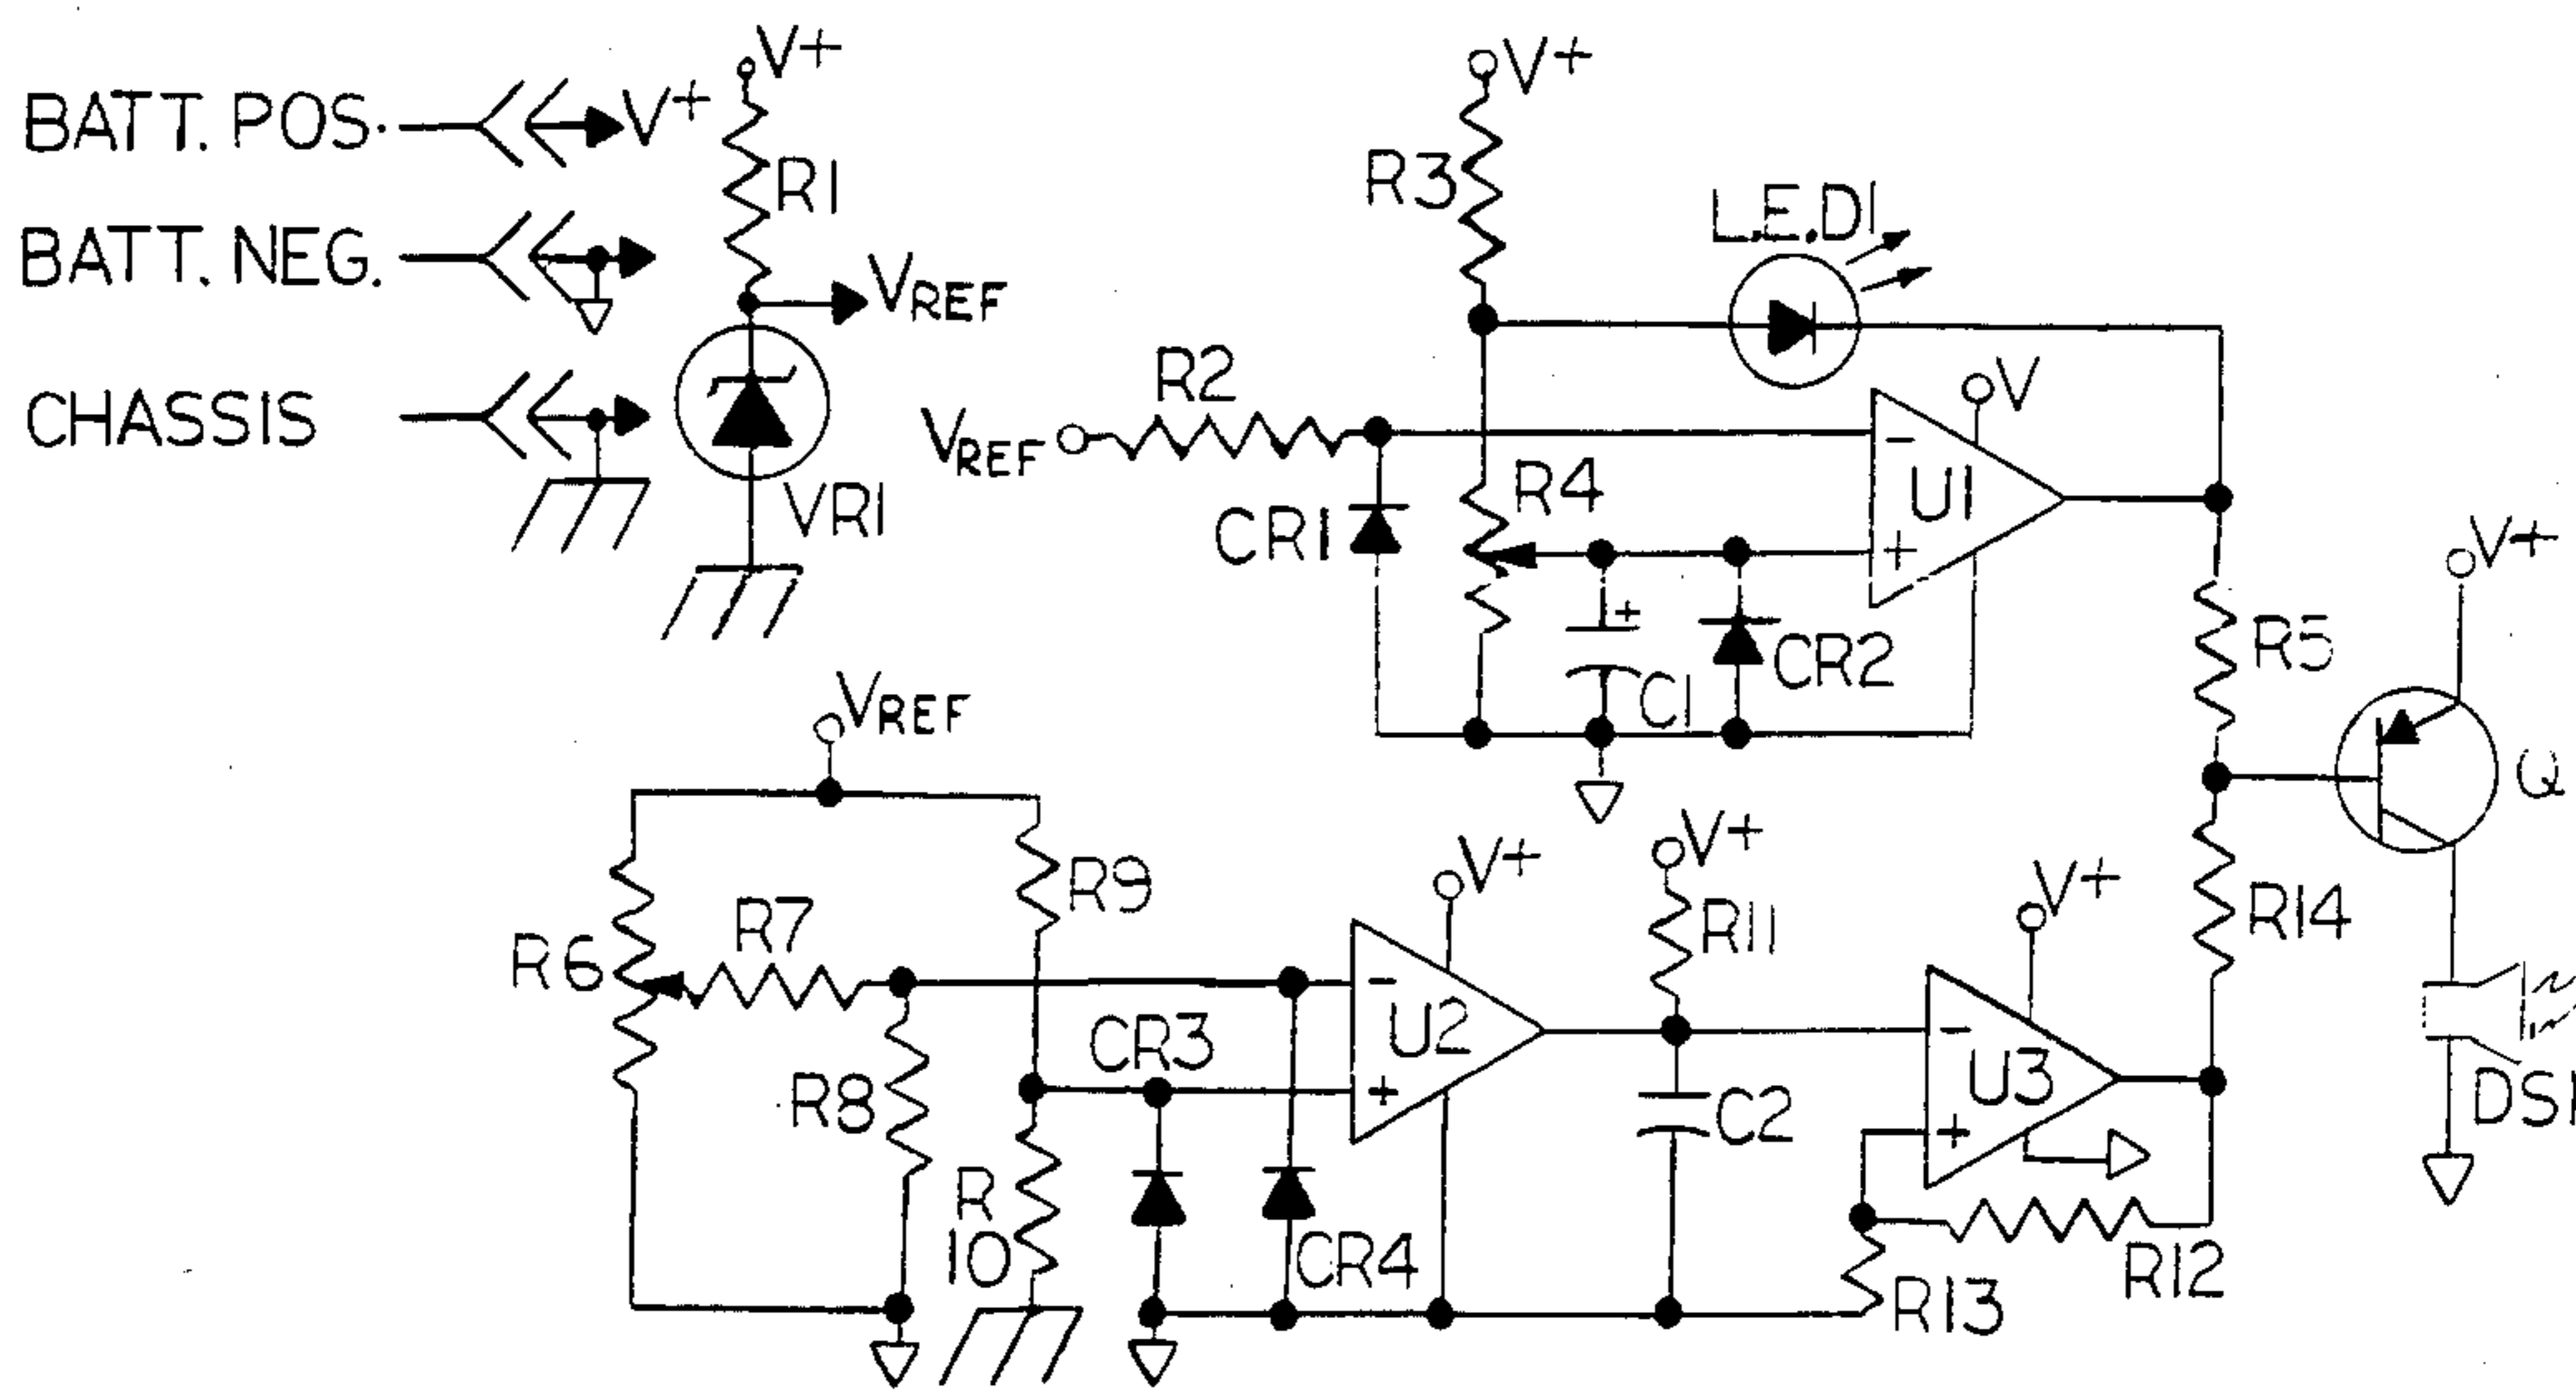 BATT. POS.
V+
BATT. NEG.
CHASSIS
V+
R1
VREF
VR1
V+
R3
L.E.D1
R2
VREF
V
-
U1
+
R4
CR1
+
C1
CR2
R5
V+
Q
VREF
R6
R7
R8
R9
R
10
CR3
CR4
V+
-
U2
+
V+
R11
C2
V+
-
U3
+
R12
R13
R14
DS1